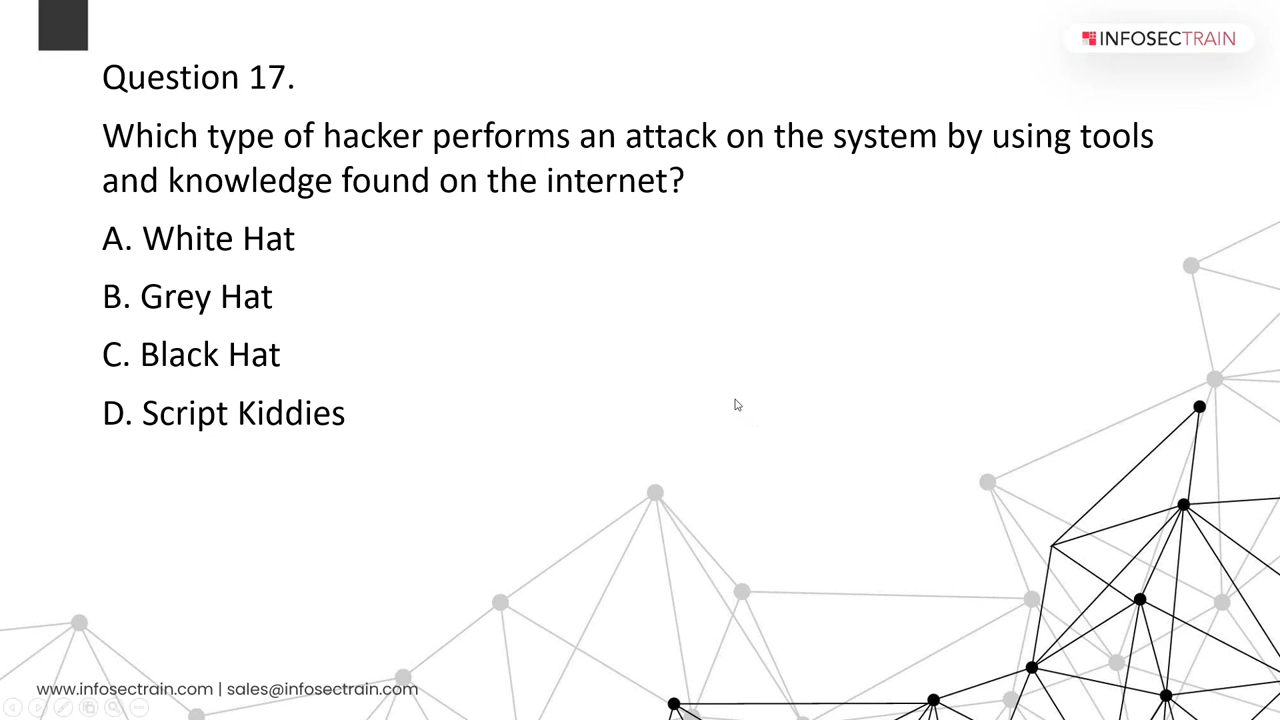 INFOSECTRAIN
Question 17.
Which type of hacker performs an attack on the system by using tools
and knowledge found on the internet?
A. White Hat
B. Grey Hat
C. Black Hat
D. Script Kiddies
www.infosectrain.com | sales@infosectrain.com